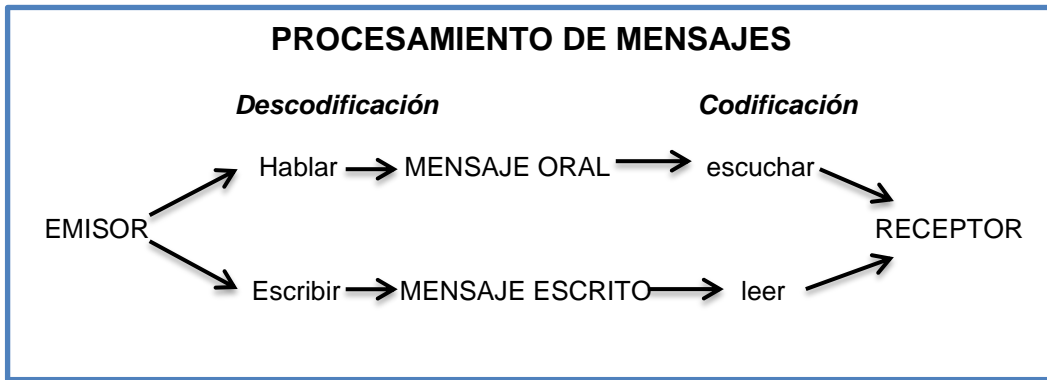 PROCESAMIENTO DE MENSAJES
Descodificación Codificación
Hablar MENSAJE ORAL escuchar
EMISOR RECEPTOR
Escribir MENSAJE ESCRITO leer